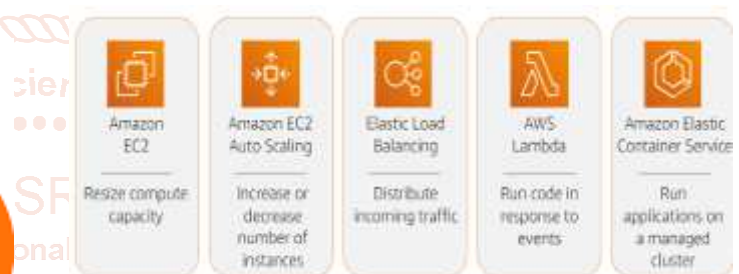 Amazon
EC2
Resize compute
capacity
Amazon EC2
Auto Scaling
Increase or
decrease
number of
instances
Elastic Load
Balancing
Distribute
incoming traffic
AWS
Lambda
Run code in
response to
events
Amazon Elastic
Container Service
Run
applications on
a managed
cluster